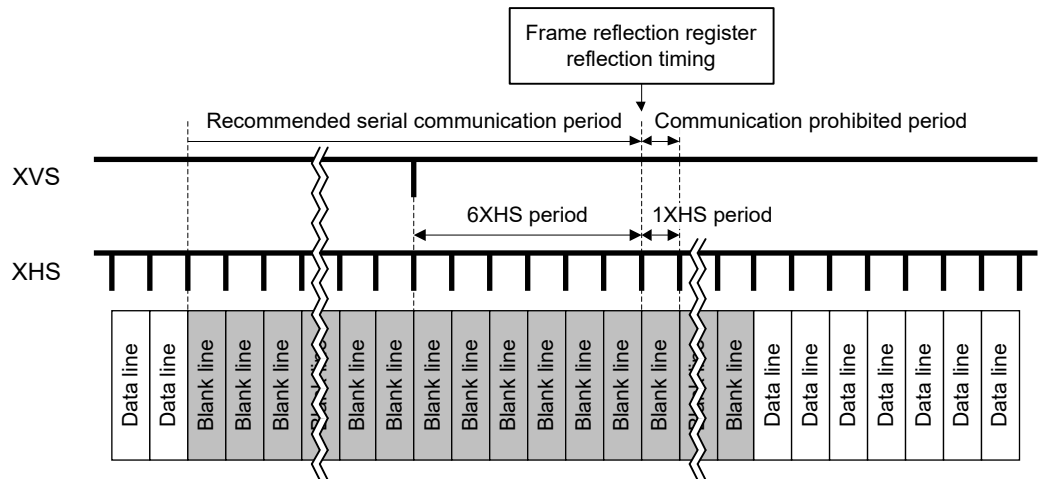 Frame reflection register
reflection timing
Recommended serial communication period
Communication prohibited period
XVS
6XHS period
1XHS period
XHS
Data line
Data line
Blank line
Blank line
Blank line
Blank line
Blank line
Blank line
Blank line
Blank line
Blank line
Blank line
Blank line
Blank line
Blank line
Data line
Data line
Data line
Data line
Data line
Data line
Data line